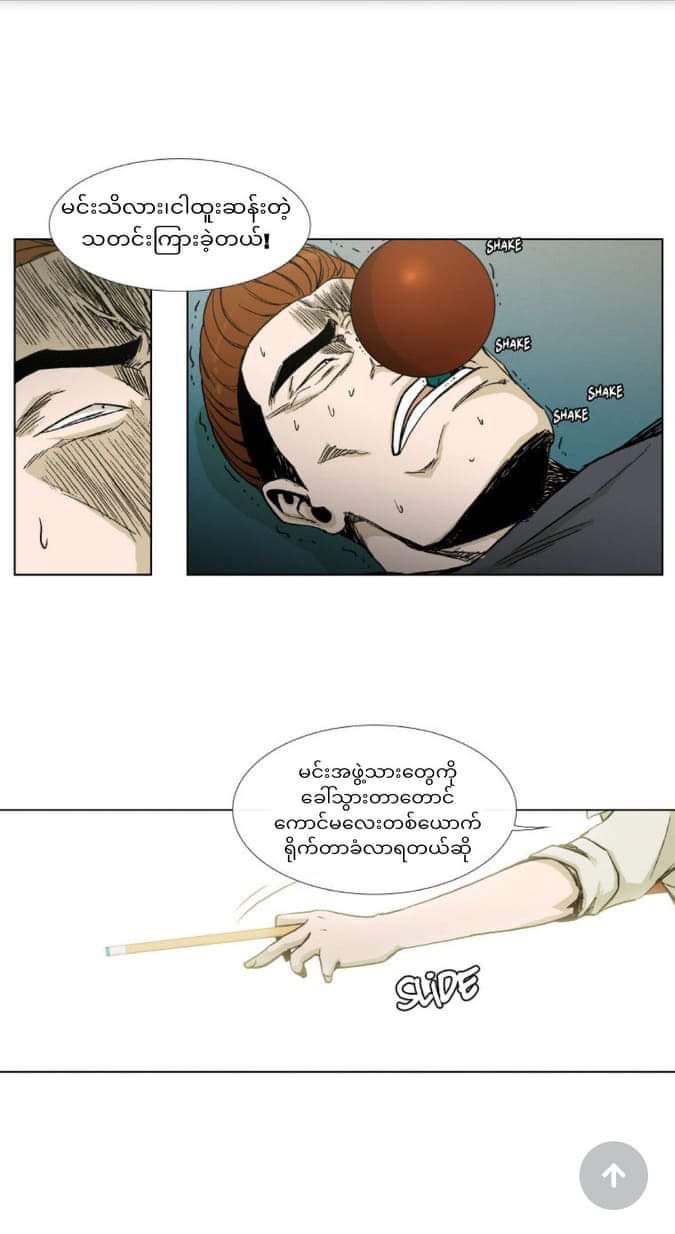 မင်းသိလား၊ငါထူးဆန်းတဲ့
သတင်းကြားခဲ့တယ်!
SHAKE
SHAKE
SHAKE
SHAKE
မင်းအဖွဲ့သားတွေကို
ခေါ်သွားတာတောင်
ကောင်မလေးတစ်ယောက်
ရိုက်တာခံလာရတယ်ဆို
SLIDE